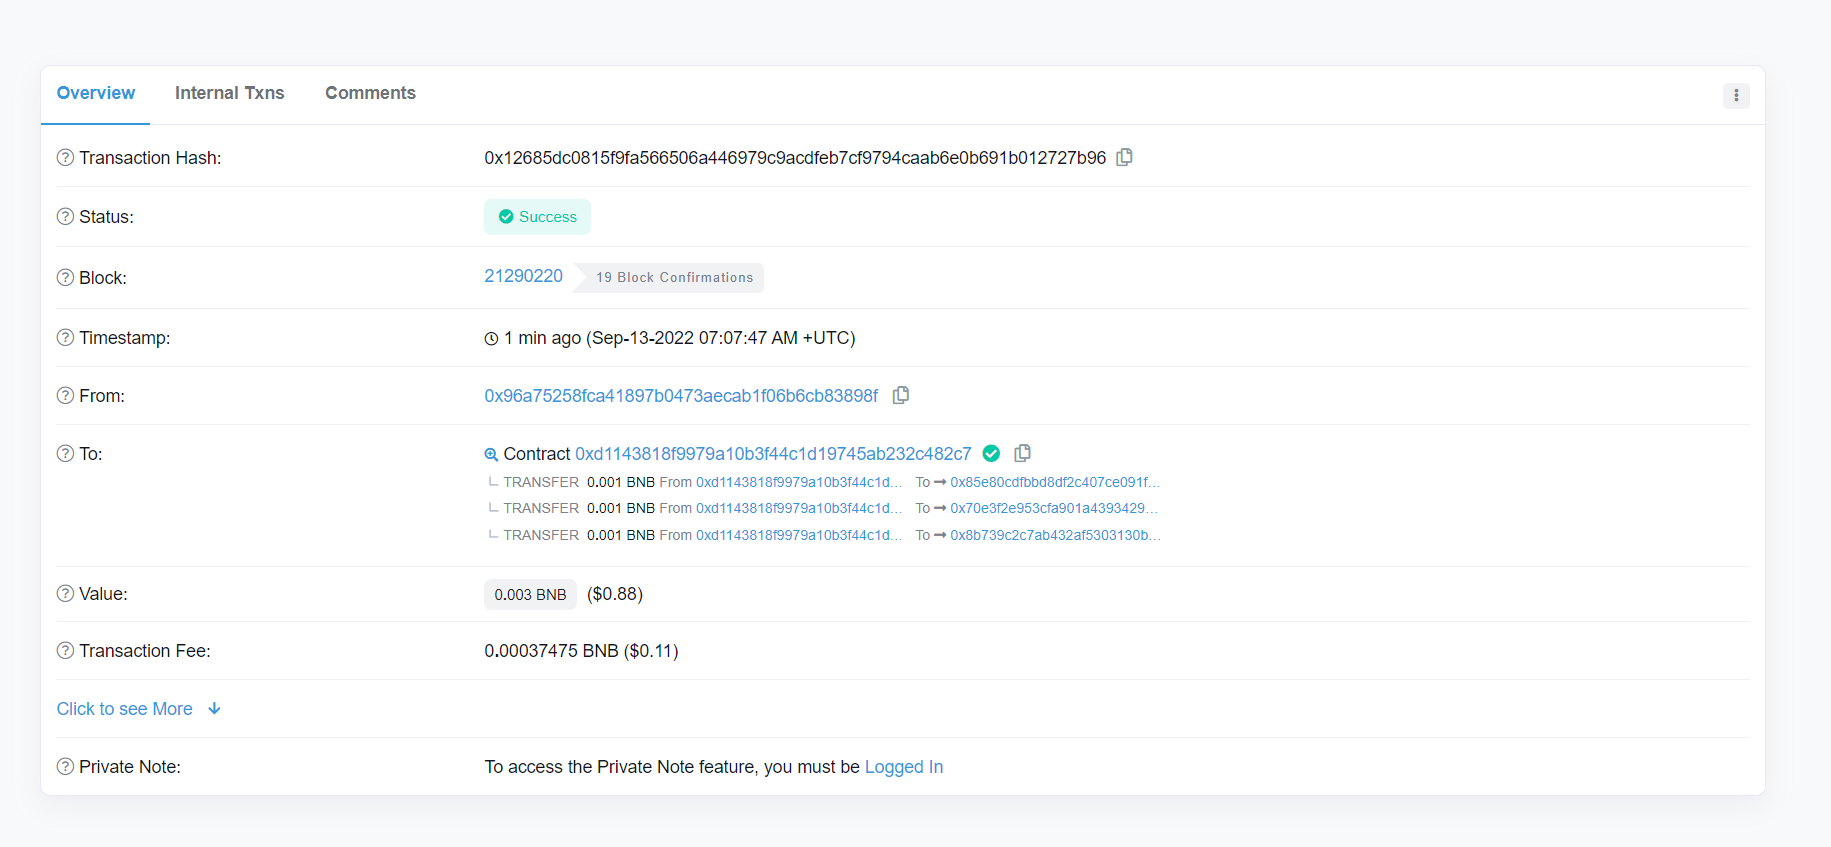 Overview Internal Txns Comments
Transaction Hash: 0x12685dc0815f9fa566506a446979c9acdfeb7cf9794caab6e0b691b012727b96
Status: Success
Block: 21290220 19 Block Confirmations
Timestamp: 1 min ago (Sep-13-2022 07:07:47 AM +UTC)
From: 0x96a75258fca41897b0473aecab1f06b6cb83898f
To: Contract 0xd1143818f9979a10b3f44c1d19745ab232c482c7
TRANSFER 0.001 BNB From 0xd1143818f9979a10b3f44c1d... To → 0x85e80cdfbbd8df2c407ce091f...
TRANSFER 0.001 BNB From 0xd1143818f9979a10b3f44c1d... To → 0x70e3f2e953cfa901a4393429...
TRANSFER 0.001 BNB From 0xd1143818f9979a10b3f44c1d... To → 0x8b739c2c7ab432af5303130b...
Value: 0.003 BNB ($0.88)
Transaction Fee: 0.00037475 BNB ($0.11)
Click to see More
Private Note: To access the Private Note feature, you must be Logged In